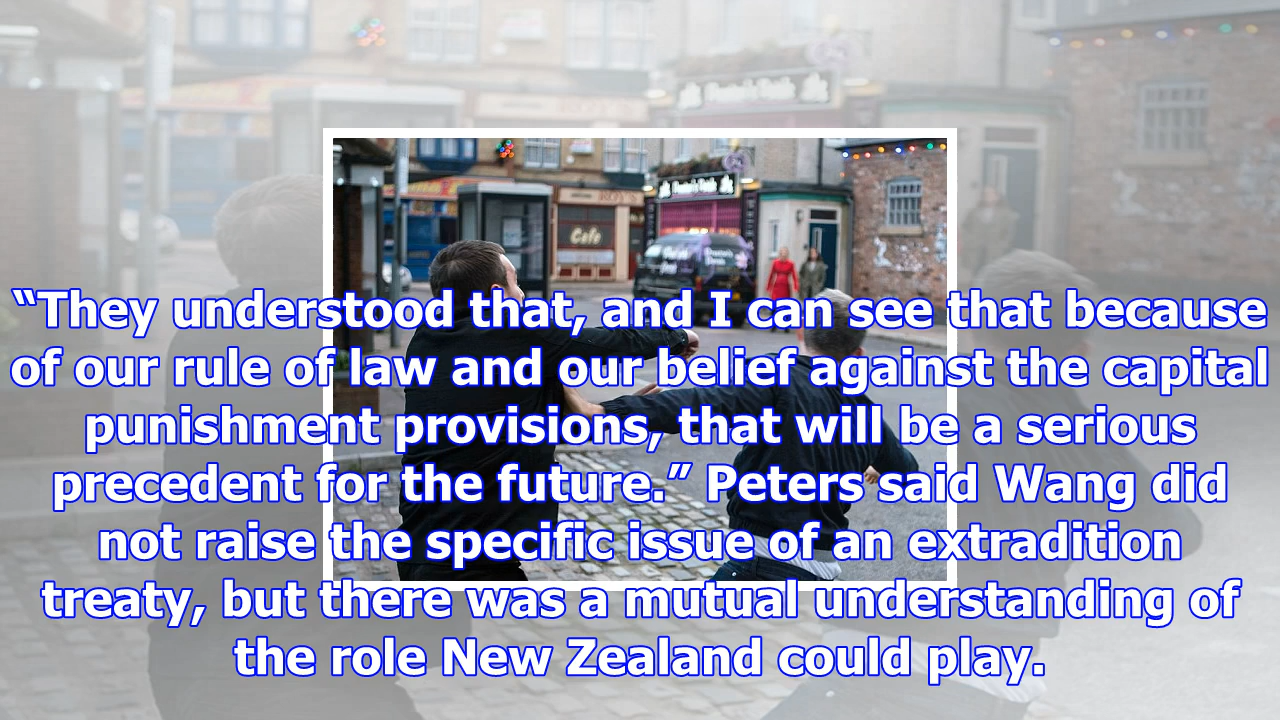 Cafe
“They understood that, and I can see that because
of our rule of law and our belief against the capital
punishment provisions, that will be a serious
precedent for the future.” Peters said Wang did
not raise the specific issue of an extradition
treaty, but there was a mutual understanding of
the role New Zealand could play.